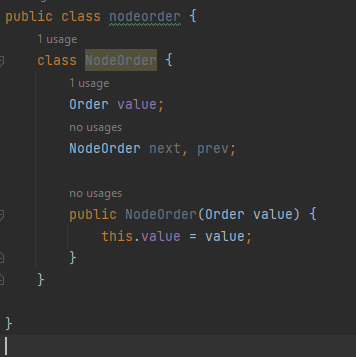 public class nodeorder {
1 usage
class NodeOrder {
1 usage
Order value;
no usages
NodeOrder next, prev;
no usages
public NodeOrder(Order value) {
this.value = value;
}
}
}